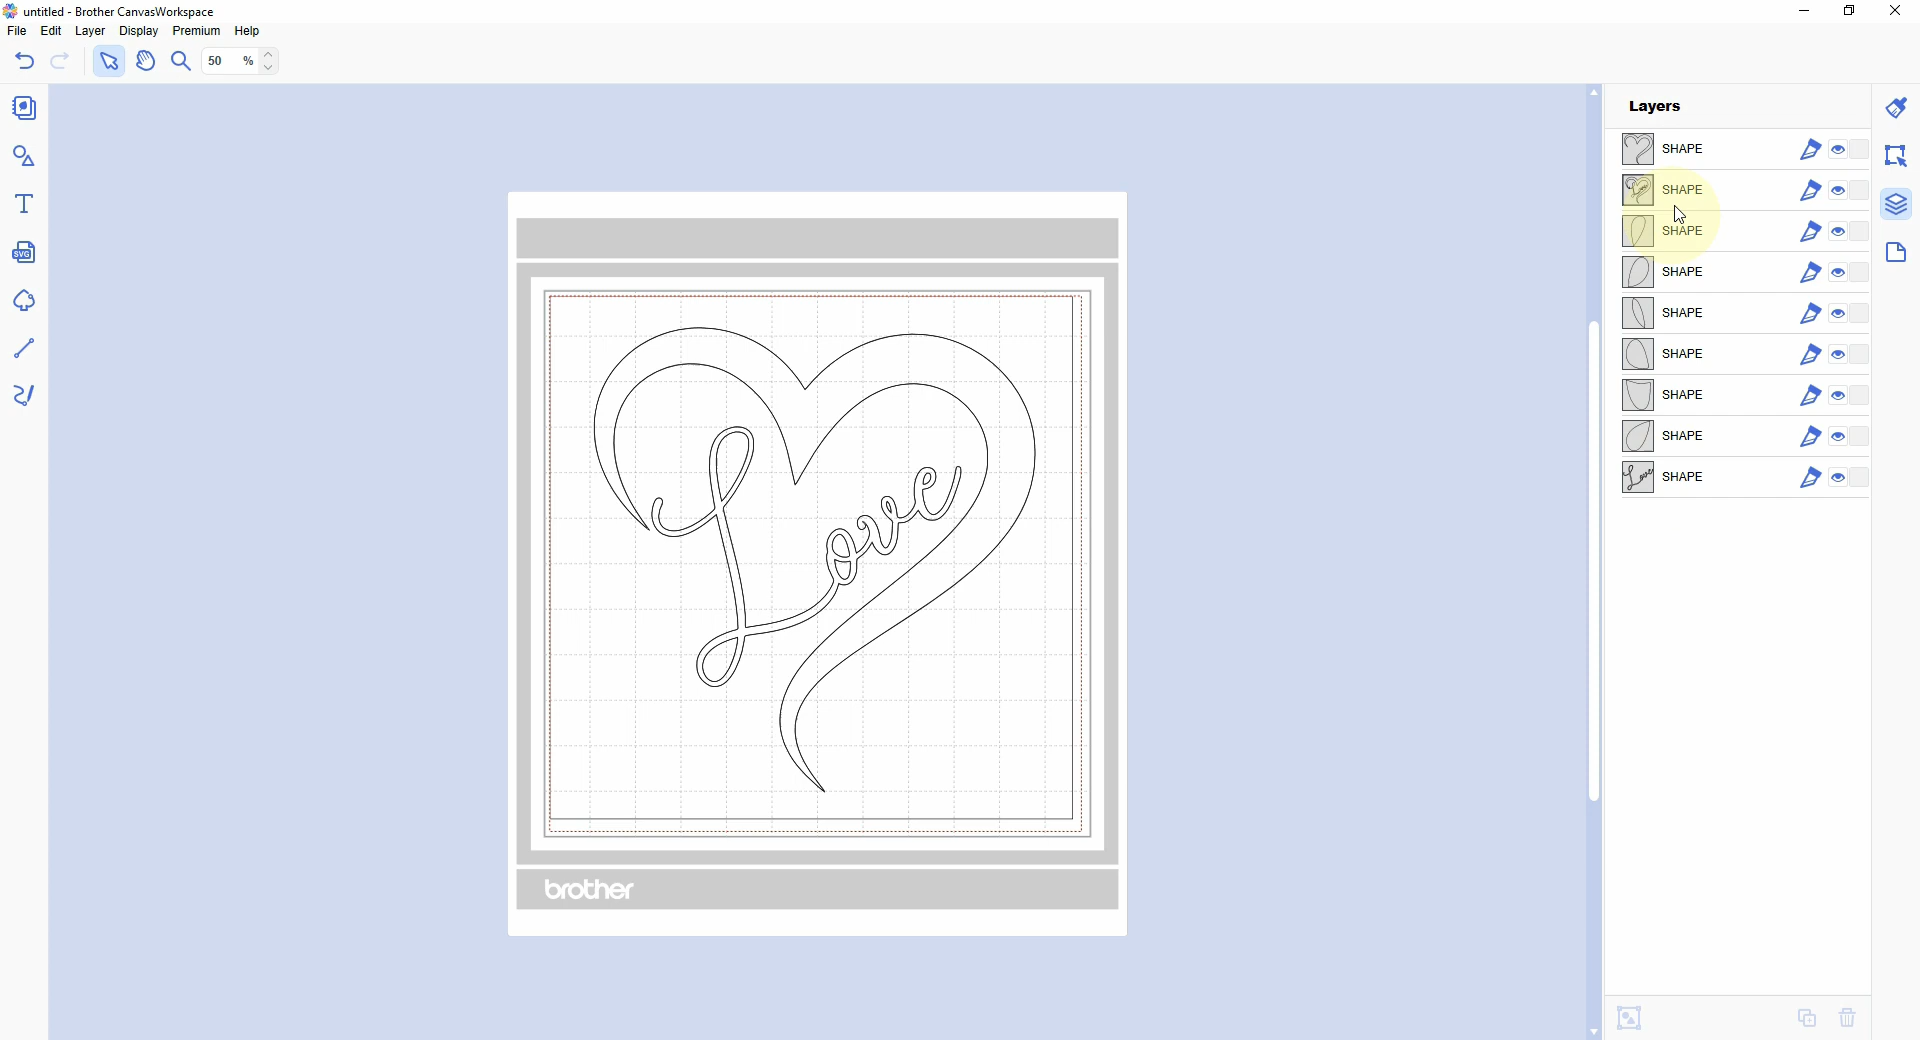 untitled - Brother CanvasWorkspace
File Edit Layer Display Premium Help
50 %
Layers
SHAPE
SHAPE
SHAPE
SHAPE
SHAPE
SHAPE
SHAPE
SHAPE
SHAPE
SVG
Love
brother